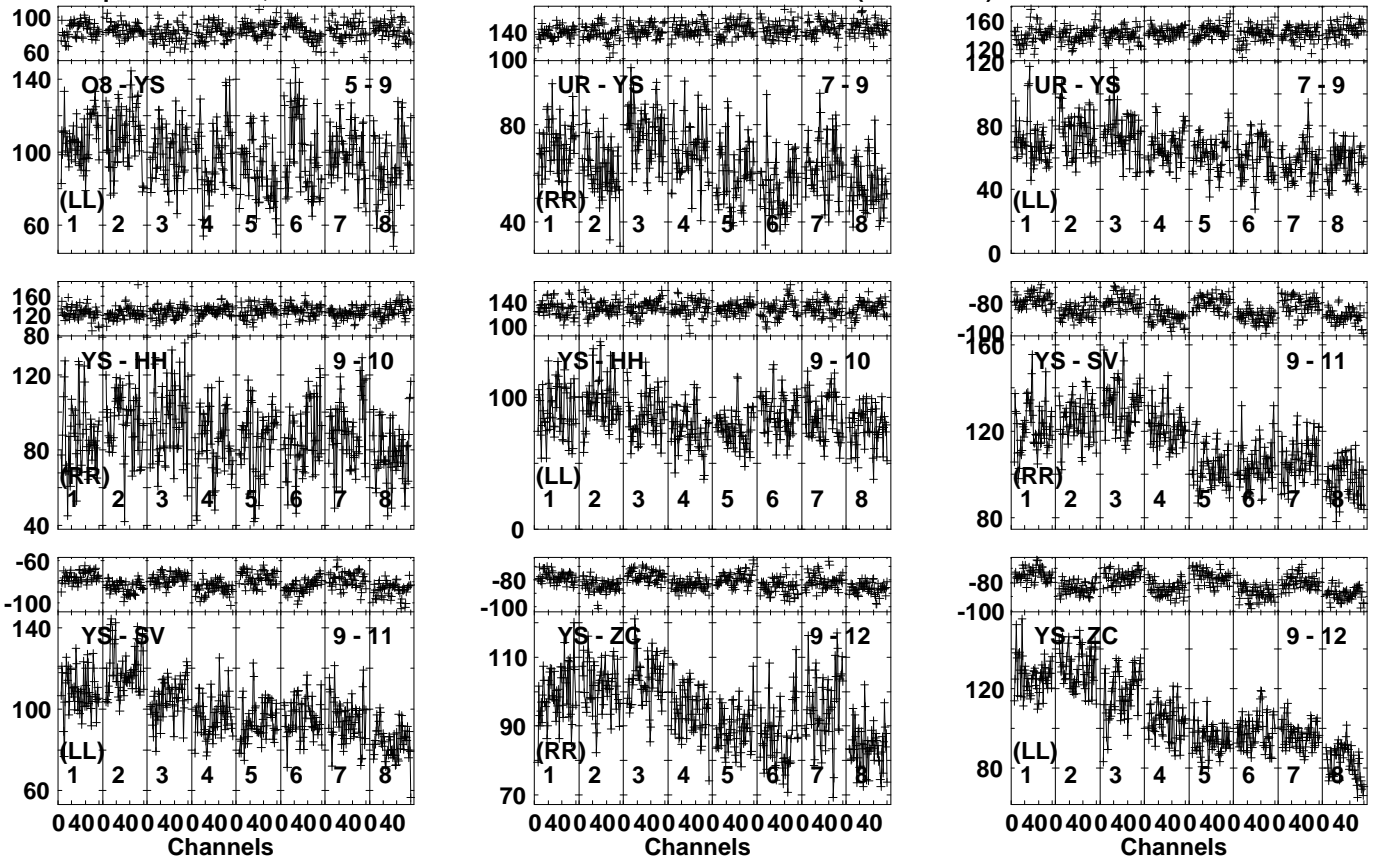 100 60 140 100 160 120
O8 - YS 5 - 9 UR - YS 7 - 9 UR - YS 7 - 9
140 100 60 80 40 120 80 40 0
(LL) (RR) (LL)
1 2 3 4 5 6 7 8 1 2 3 4 5 6 7 8 1 2 3 4 5 6 7 8
160 120 80 140 100 -80 -100
YS - HH 9 - 10 YS - HH 9 - 10 YS - SV 9 - 11
120 80 40 100 0 160 120 80
(RR) (LL) (RR)
1 2 3 4 5 6 7 8 1 2 3 4 5 6 7 8 1 2 3 4 5 6 7 8
-60 -100 -80 -100 -80 -100
YS - SV 9 - 11 YS - ZC 9 - 12 YS - ZC 9 - 12
140 100 60 110 90 70 120 80
(LL) (RR) (LL)
1 2 3 4 5 6 7 8 1 2 3 4 5 6 7 8 1 2 3 4 5 6 7 8
0 40 0 40 0 40 0 40 0 40 0 40 0 40 0 40 0 40 0 40 0 40 0 40 0 40 0 40 0 40 0 40 0 40 0 40 0 40 0 40 0 40 0 40 0 40 0 40
Channels Channels Channels